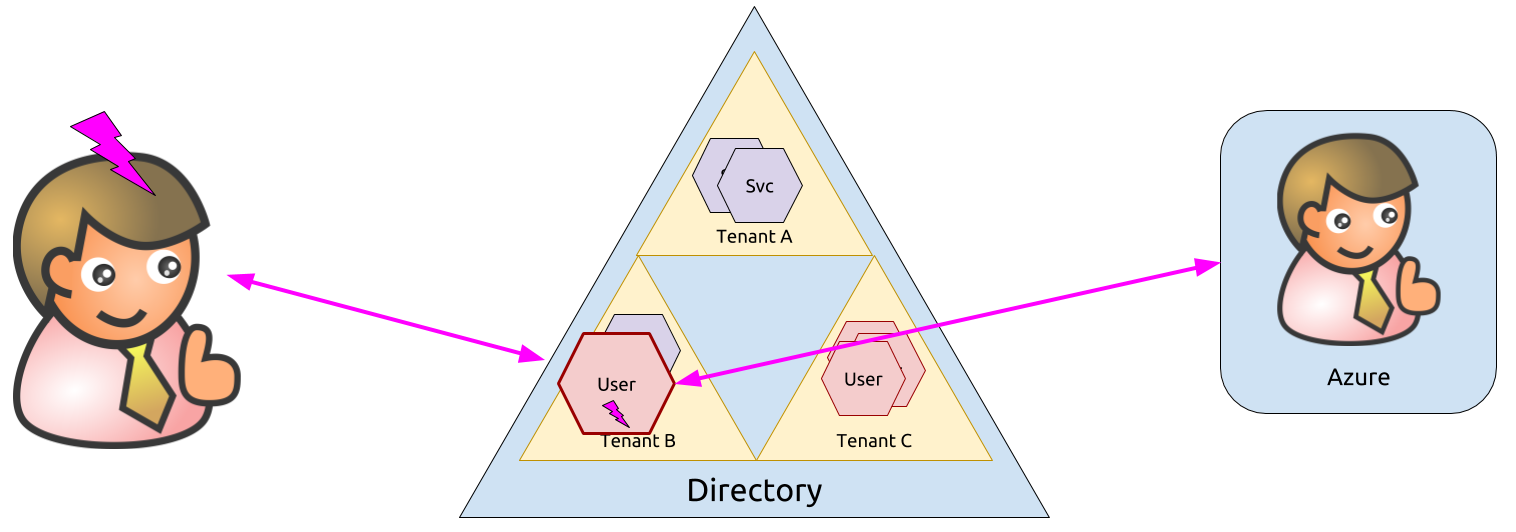 Svc
Tenant A
User
Tenant B
User
Tenant C
Azure
Directory